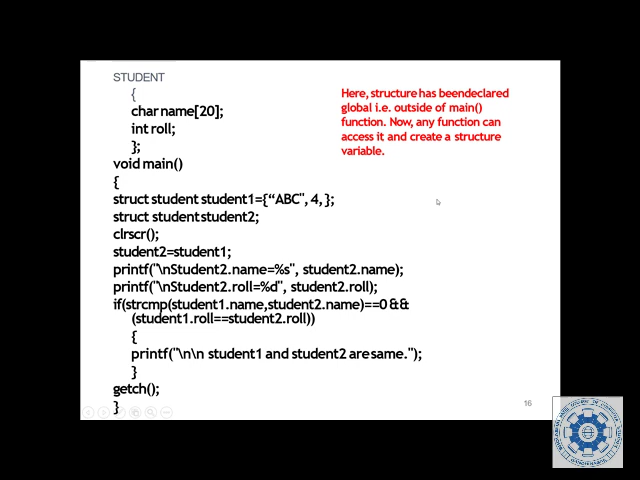 STUDENT
{
char name[20];
int roll;
};
void main()
{
struct student student1={“ABC", 4, };
struct student student2;
clrscr();
student2=student1;
printf("\nStudent2.name=%s", student2.name);
printf("\nStudent2.roll=%d", student2.roll);
if(strcmp(student1.name,student2.name)==0 &&
(student1.roll==student2.roll))
{
printf("\n\n student1 and student2 are same.");
}
getch();
}
Here, structure has beendeclared
global i.e. outside of main()
function. Now, any function can
access it and create a structure
variable.
16